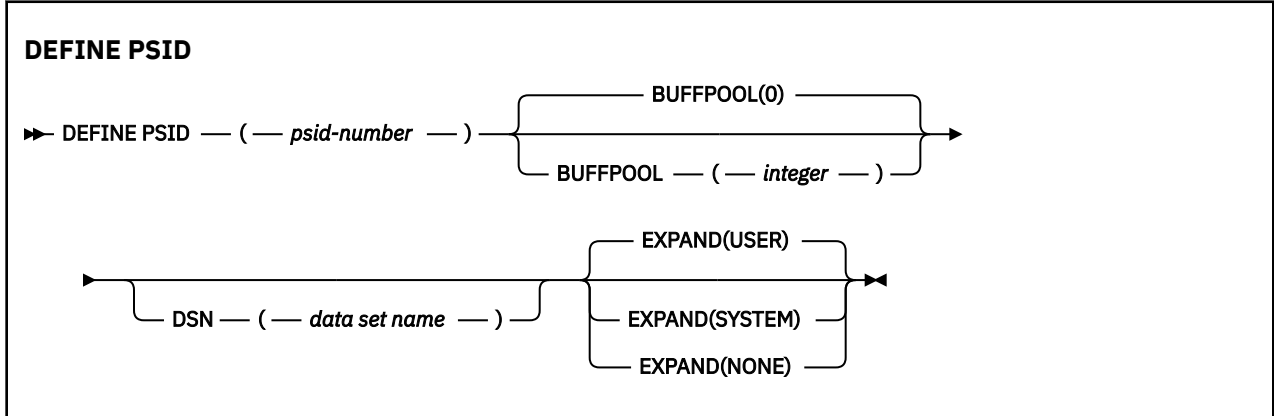 DEFINE PSID
BUFFPOOL(0)
DEFINE PSID ( psid-number )
BUFFPOOL ( integer )
EXPAND(USER)
DSN ( data set name ) EXPAND(SYSTEM)
EXPAND(NONE)